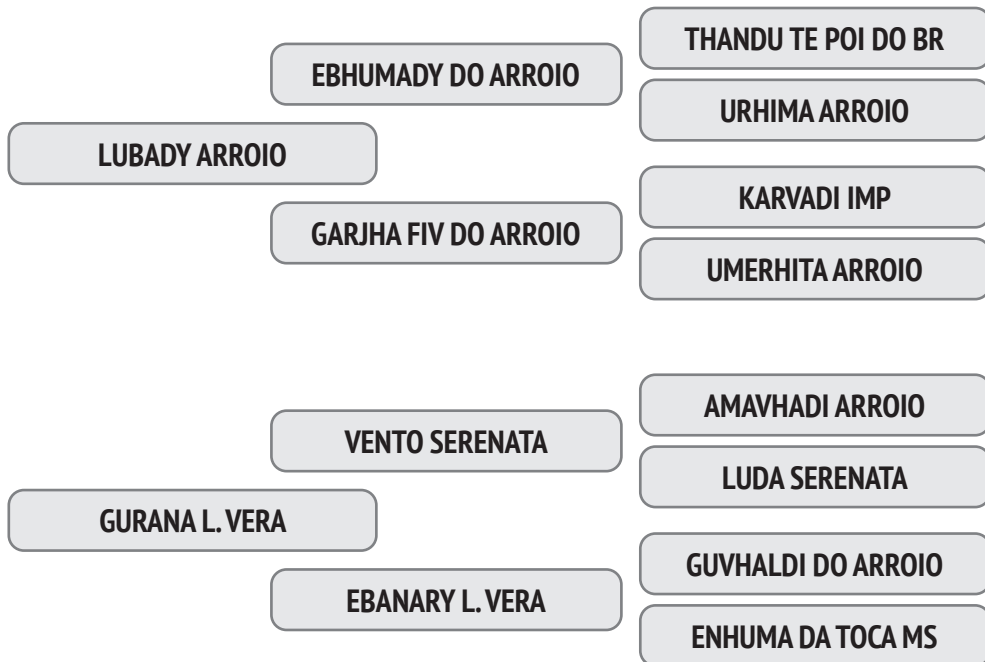 THANDU TE POI DO BR
EBHUMADY DO ARROIO
URHIMA ARROIO
LUBADY ARROIO
KARVADI IMP
GARJHA FIV DO ARROIO
UMERHITA ARROIO
AMAVHADI ARROIO
VENTO SERENATA
LUDA SERENATA
GURANA L. VERA
GUVHALDI DO ARROIO
EBANARY L. VERA
ENHUMA DA TOCA MS